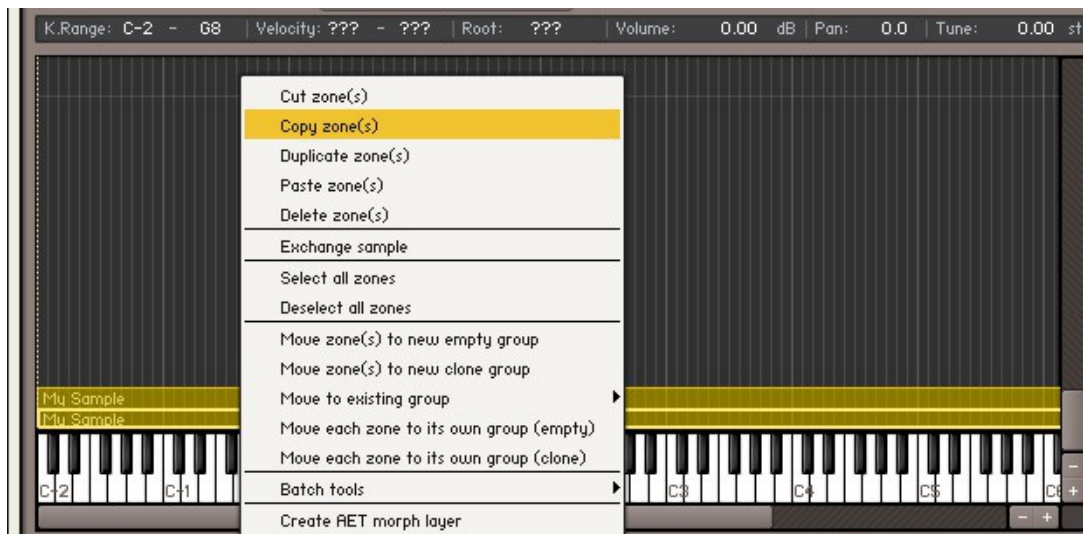 K.Range: C-2 - G8 | Velocity: ??? - ??? | Root: ??? | Volume: 0.00 dB | Pan: 0.0 | Tune: 0.00 st
Cut zone(s)
Copy zone(s)
Duplicate zone(s)
Paste zone(s)
Delete zone(s)
Exchange sample
Select all zones
Deselect all zones
Move zone(s) to new empty group
Move zone(s) to new clone group
Move to existing group
Move each zone to its own group (empty)
Move each zone to its own group (clone)
Batch tools
Create AET morph layer
My Sample
My Sample
C-2 C-1 C3 C4 C5